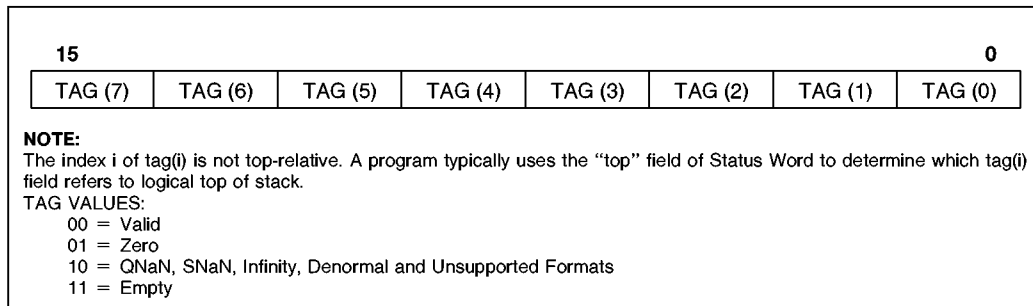 15 0
TAG (7) TAG (6) TAG (5) TAG (4) TAG (3) TAG (2) TAG (1) TAG (0)
NOTE:
The index i of tag(i) is not top-relative. A program typically uses the “top” field of Status Word to determine which tag(i)
field refers to logical top of stack.
TAG VALUES:
00 = Valid
01 = Zero
10 = QNaN, SNaN, Infinity, Denormal and Unsupported Formats
11 = Empty